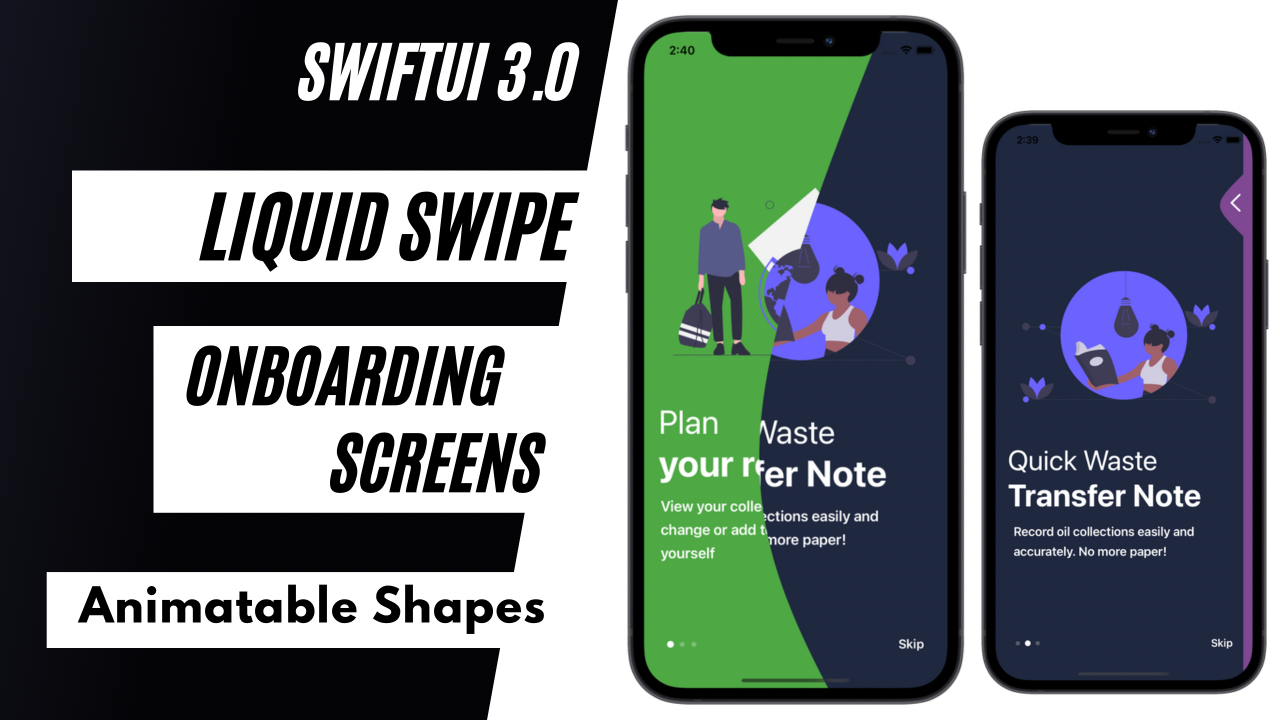 SWIFTUI 3.0
LIQUID SWIPE
ONBOARDING
SCREENS
Animatable Shapes
2:40
Plan
your r
View your colle
change or add t
yourself
Waste
fer Note
ections easily and
more paper!
Skip
2:39
Quick Waste
Transfer Note
Record oil collections easily and
accurately. No more paper!
Skip